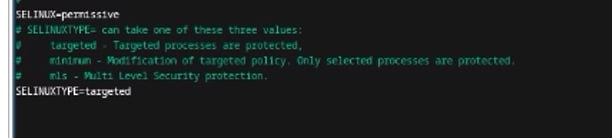 SELINUX=permissive
# SELINUXTYPE= can take one of these three values:
#     targeted - Targeted processes are protected,
#     minimum - Modification of targeted policy. Only selected processes are protected.
#     mls - Multi Level Security protection.
SELINUXTYPE=targeted